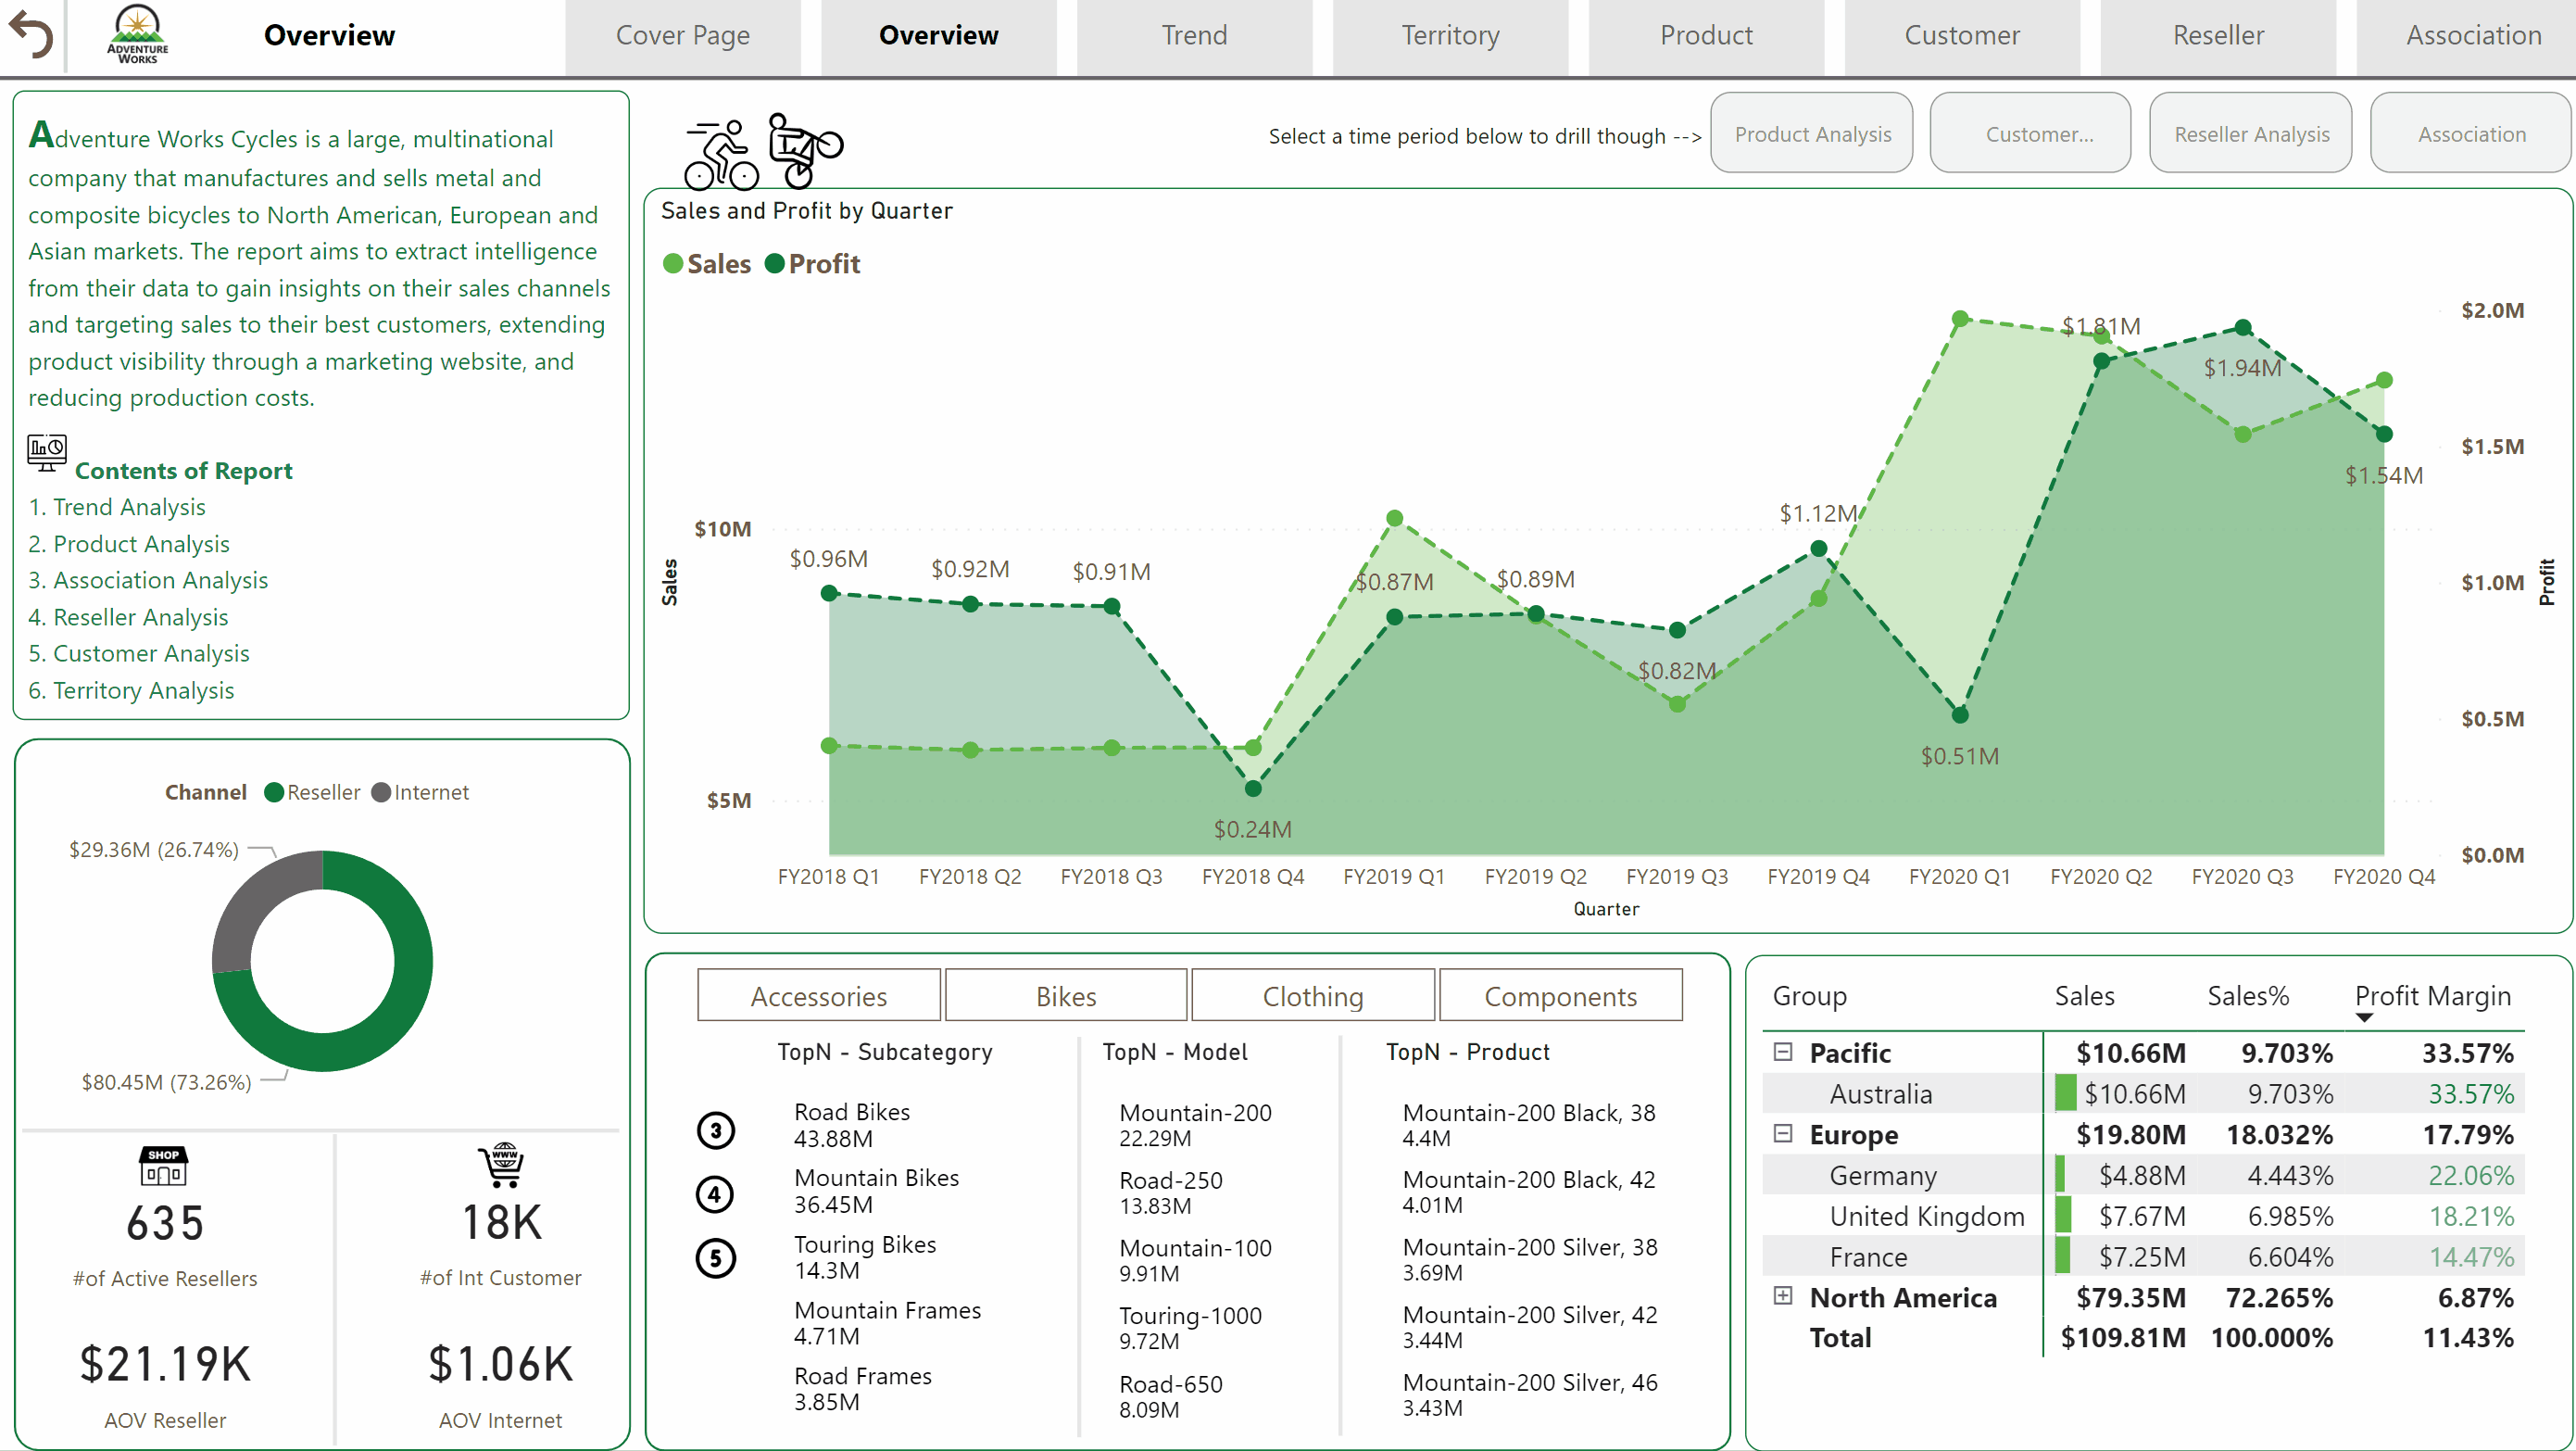 ADVENTURE
WORKS
Overview
Cover Page
Overview
Trend
Territory
Product
Customer
Reseller
Association
Adventure Works Cycles is a large, multinational
company that manufactures and sells metal and
composite bicycles to North American, European and
Asian markets. The report aims to extract intelligence
from their data to gain insights on their sales channels
and targeting sales to their best customers, extending
product visibility through a marketing website, and
reducing production costs.
Contents of Report
1. Trend Analysis
2. Product Analysis
3. Association Analysis
4. Reseller Analysis
5. Customer Analysis
6. Territory Analysis
Select a time period below to drill though -->
Product Analysis
Customer...
Reseller Analysis
Association
Sales and Profit by Quarter
Sales Profit
$10M
$5M
Sales
$0.96M
$0.92M
$0.91M
$0.24M
$0.87M
$0.89M
$0.82M
$1.12M
$0.51M
$1.81M
$1.94M
$1.54M
$2.0M
$1.5M
$1.0M
$0.5M
$0.0M
Profit
FY2018 Q1
FY2018 Q2
FY2018 Q3
FY2018 Q4
FY2019 Q1
FY2019 Q2
FY2019 Q3
FY2019 Q4
FY2020 Q1
FY2020 Q2
FY2020 Q3
FY2020 Q4
Quarter
Channel Reseller Internet
$29.36M (26.74%)
$80.45M (73.26%)
SHOP
635
#of Active Resellers
$21.19K
AOV Reseller
WWW
18K
#of Int Customer
$1.06K
AOV Internet
Accessories
Bikes
Clothing
Components
3
4
5
TopN - Subcategory
Road Bikes
43.88M
Mountain Bikes
36.45M
Touring Bikes
14.3M
Mountain Frames
4.71M
Road Frames
3.85M
TopN - Model
Mountain-200
22.29M
Road-250
13.83M
Mountain-100
9.91M
Touring-1000
9.72M
Road-650
8.09M
TopN - Product
Mountain-200 Black, 38
4.4M
Mountain-200 Black, 42
4.01M
Mountain-200 Silver, 38
3.69M
Mountain-200 Silver, 42
3.44M
Mountain-200 Silver, 46
3.43M
Group Sales Sales% Profit Margin
Pacific $10.66M 9.703% 33.57%
Australia $10.66M 9.703% 33.57%
Europe $19.80M 18.032% 17.79%
Germany $4.88M 4.443% 22.06%
United Kingdom $7.67M 6.985% 18.21%
France $7.25M 6.604% 14.47%
North America $79.35M 72.265% 6.87%
Total $109.81M 100.000% 11.43%